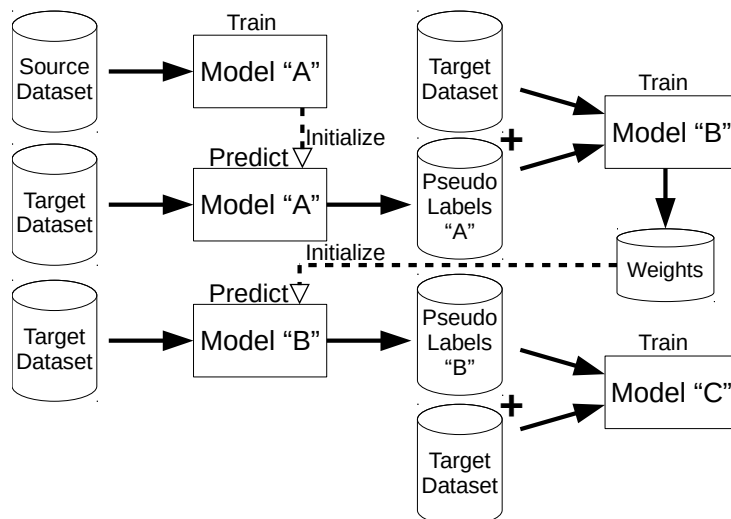 Train
Source
Dataset
Model “A”
Target
Dataset
Train
Model “B”
Initialize
+
Predict
Target
Dataset
Model “A”
Pseudo
Labels
“A”
Initialize
Weights
Predict
Target
Dataset
Model “B”
Pseudo
Labels
“B”
Train
Model “C”
+
Target
Dataset